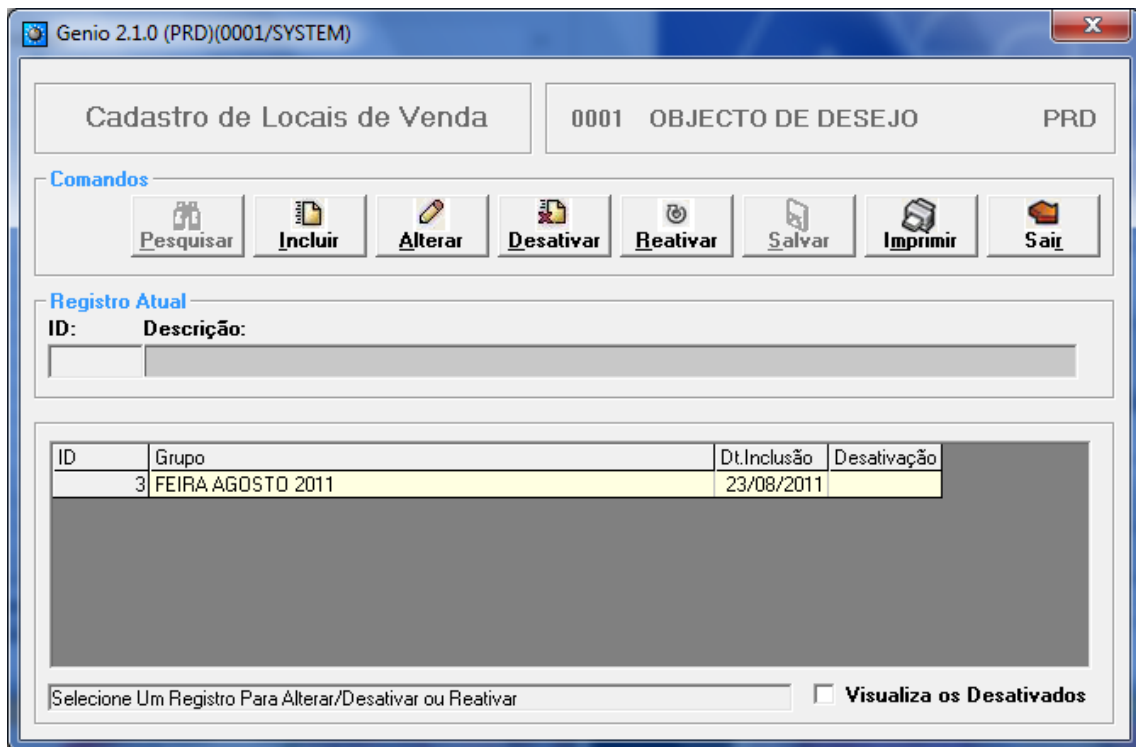 Genio 2.1.0 (PRD)(0001/SYSTEM)
Cadastro de Locais de Venda
0001 OBJECTO DE DESEJO PRD
Comandos
Pesquisar Incluir Alterar Desativar Reativar Salvar Imprimir Sair
Registro Atual
ID: Descrição:
ID Grupo Dt.Inclusão Desativação
3 FEIRA AGOSTO 2011 23/08/2011
Selecione Um Registro Para Alterar/Desativar ou Reativar Visualiza os Desativados